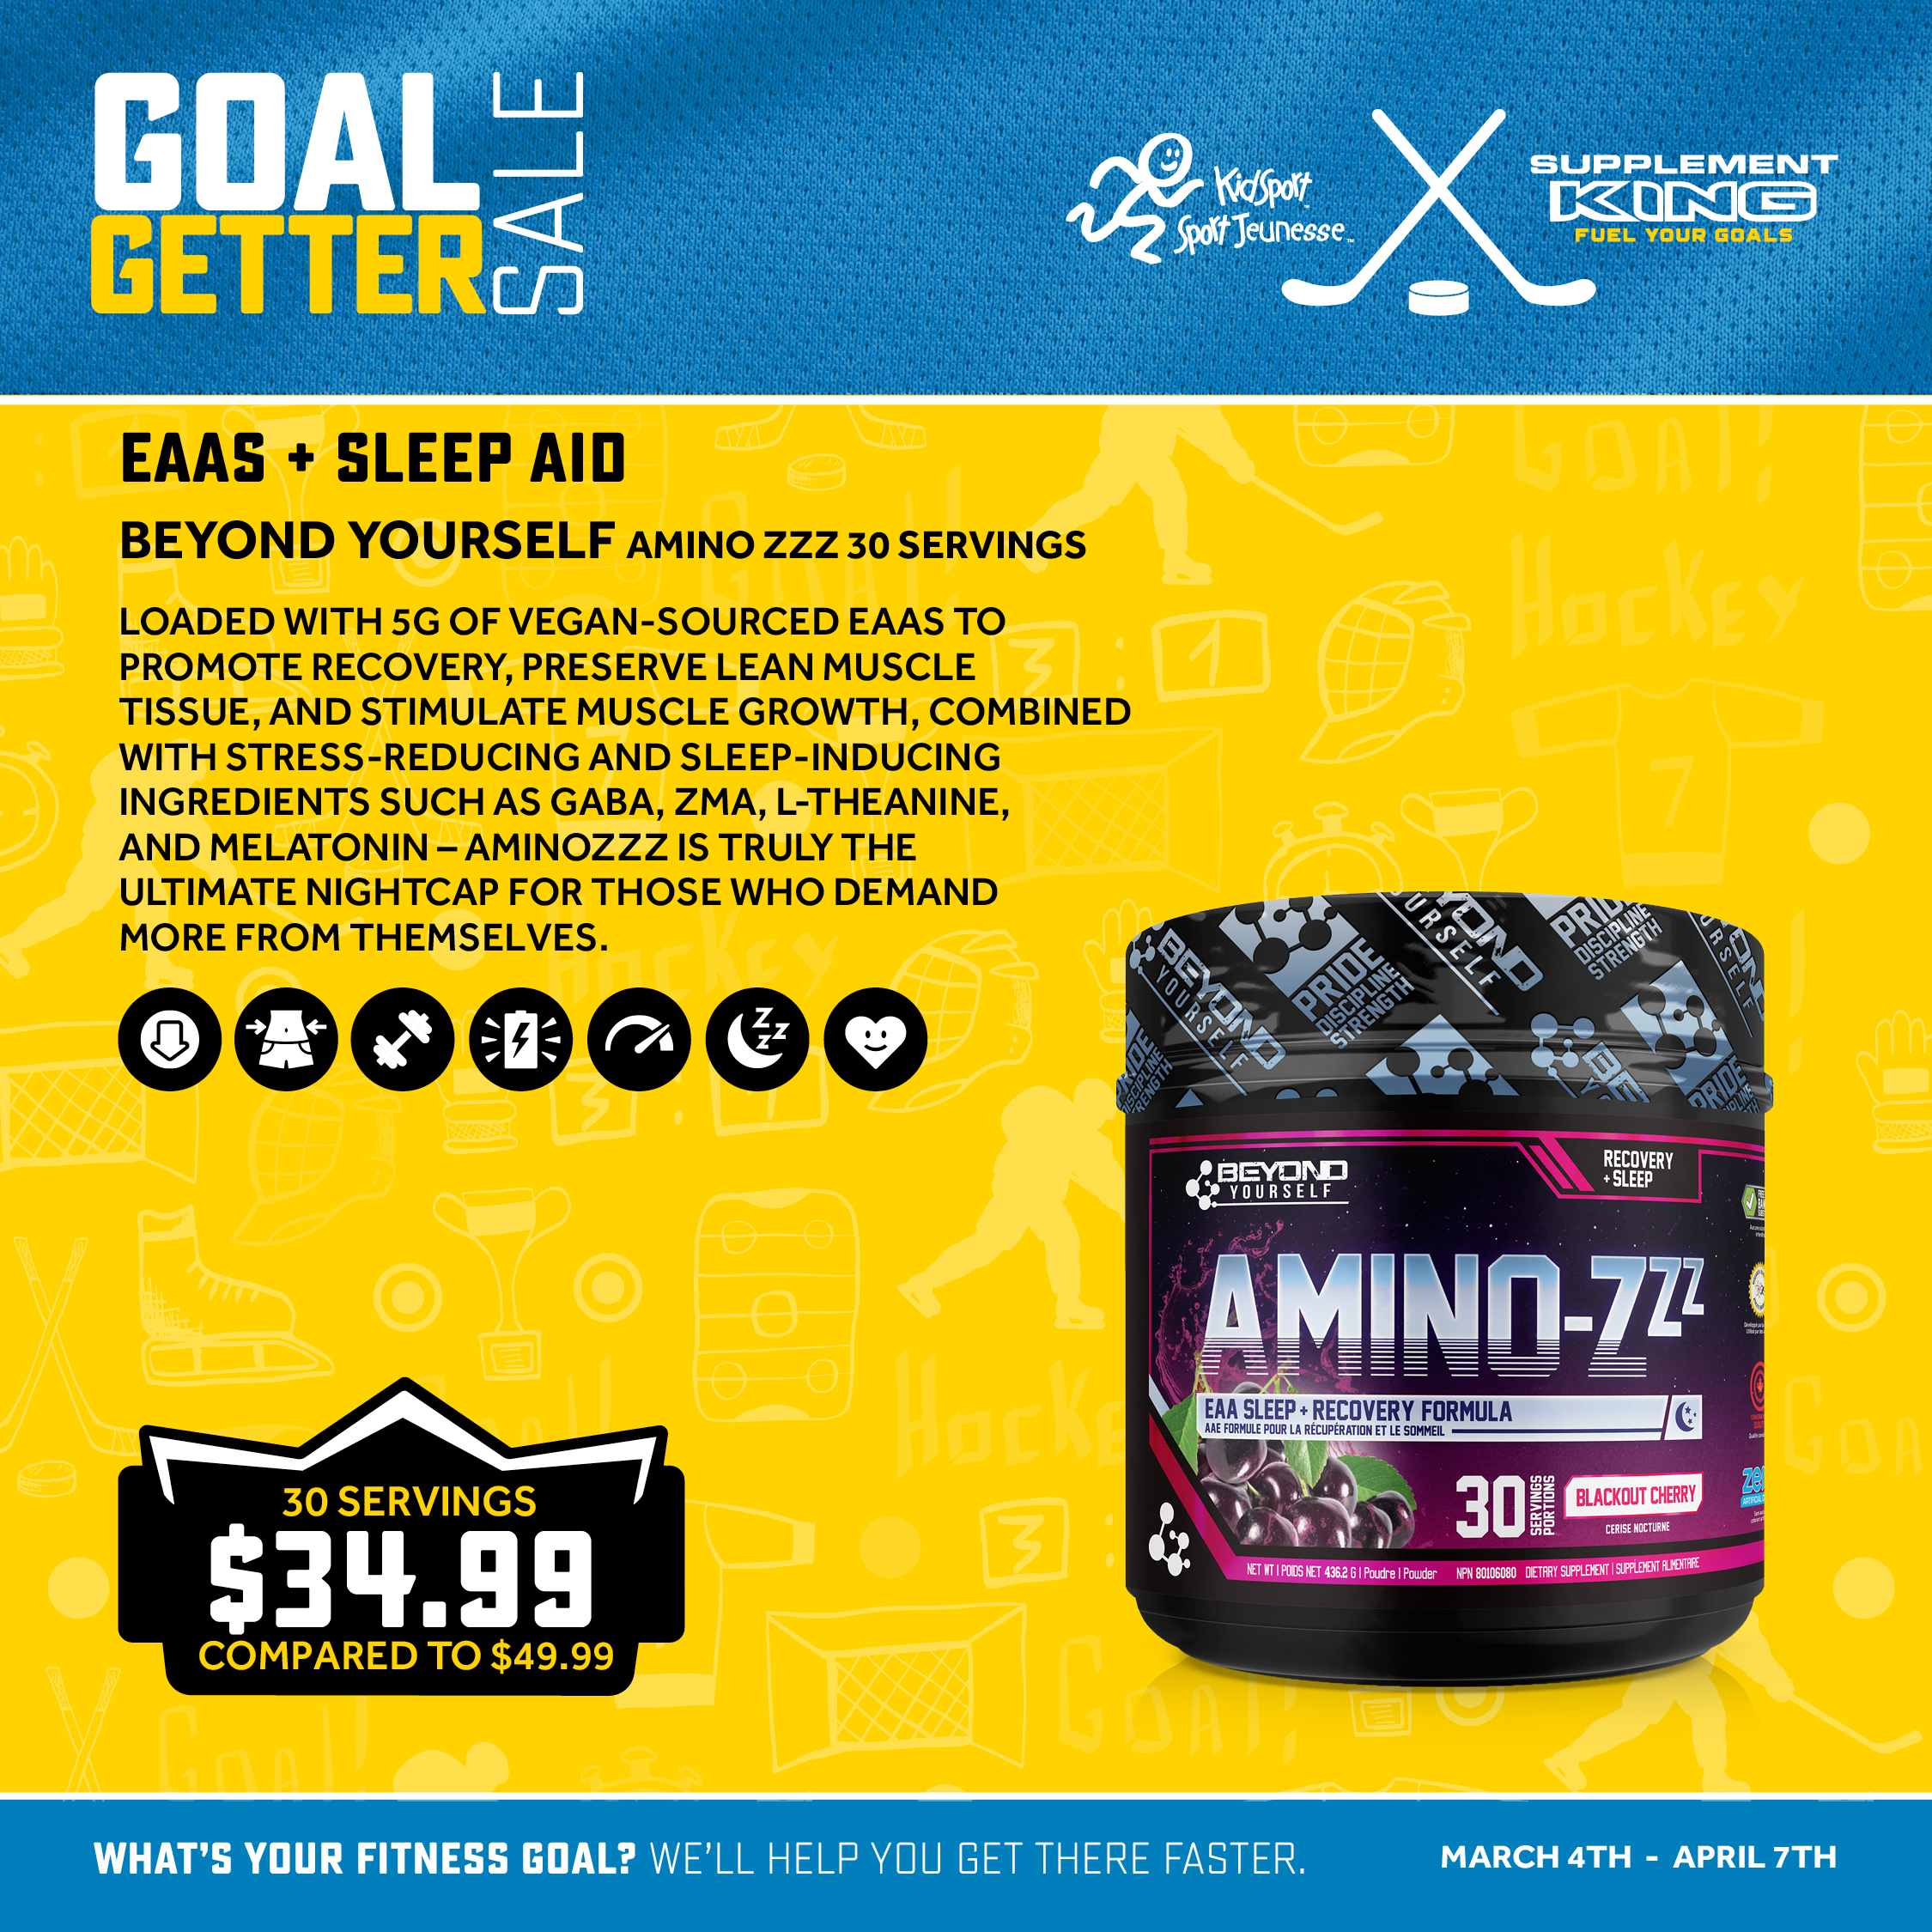 GOAL
GETTER
SALE
KidSport™
Sport Jeunesse™
SUPPLEMENT
KING
FUEL YOUR GOALS
EAAS + SLEEP AID
BEYOND YOURSELF AMINO ZZZ 30 SERVINGS
LOADED WITH 5G OF VEGAN-SOURCED EAAS TO
PROMOTE RECOVERY, PRESERVE LEAN MUSCLE
TISSUE, AND STIMULATE MUSCLE GROWTH, COMBINED
WITH STRESS-REDUCING AND SLEEP-INDUCING
INGREDIENTS SUCH AS GABA, ZMA, L-THEANINE,
AND MELATONIN – AMINOZZZ IS TRULY THE
ULTIMATE NIGHTCAP FOR THOSE WHO DEMAND
MORE FROM THEMSELVES.
BEYOND
YOURSELF
PRIDE
DISCIPLINE
STRENGTH
BEYOND
YOURSELF
RECOVERY
+ SLEEP
AMINO-ZZZ
EAA SLEEP + RECOVERY FORMULA
AAE FORMULE POUR LA RÉCUPÉRATION ET LE SOMMEIL
30 SERVINGS
PORTIONS
BLACKOUT CHERRY
CERISE NOCTURNE
NET WT | POIDS NET 436.2 G | Poudre | Powder NPN 80106080 DIETARY SUPPLEMENT | SUPPLÉMENT ALIMENTAIRE
30 SERVINGS
$34.99
COMPARED TO $49.99
WHAT'S YOUR FITNESS GOAL? WE'LL HELP YOU GET THERE FASTER.
MARCH 4TH - APRIL 7TH